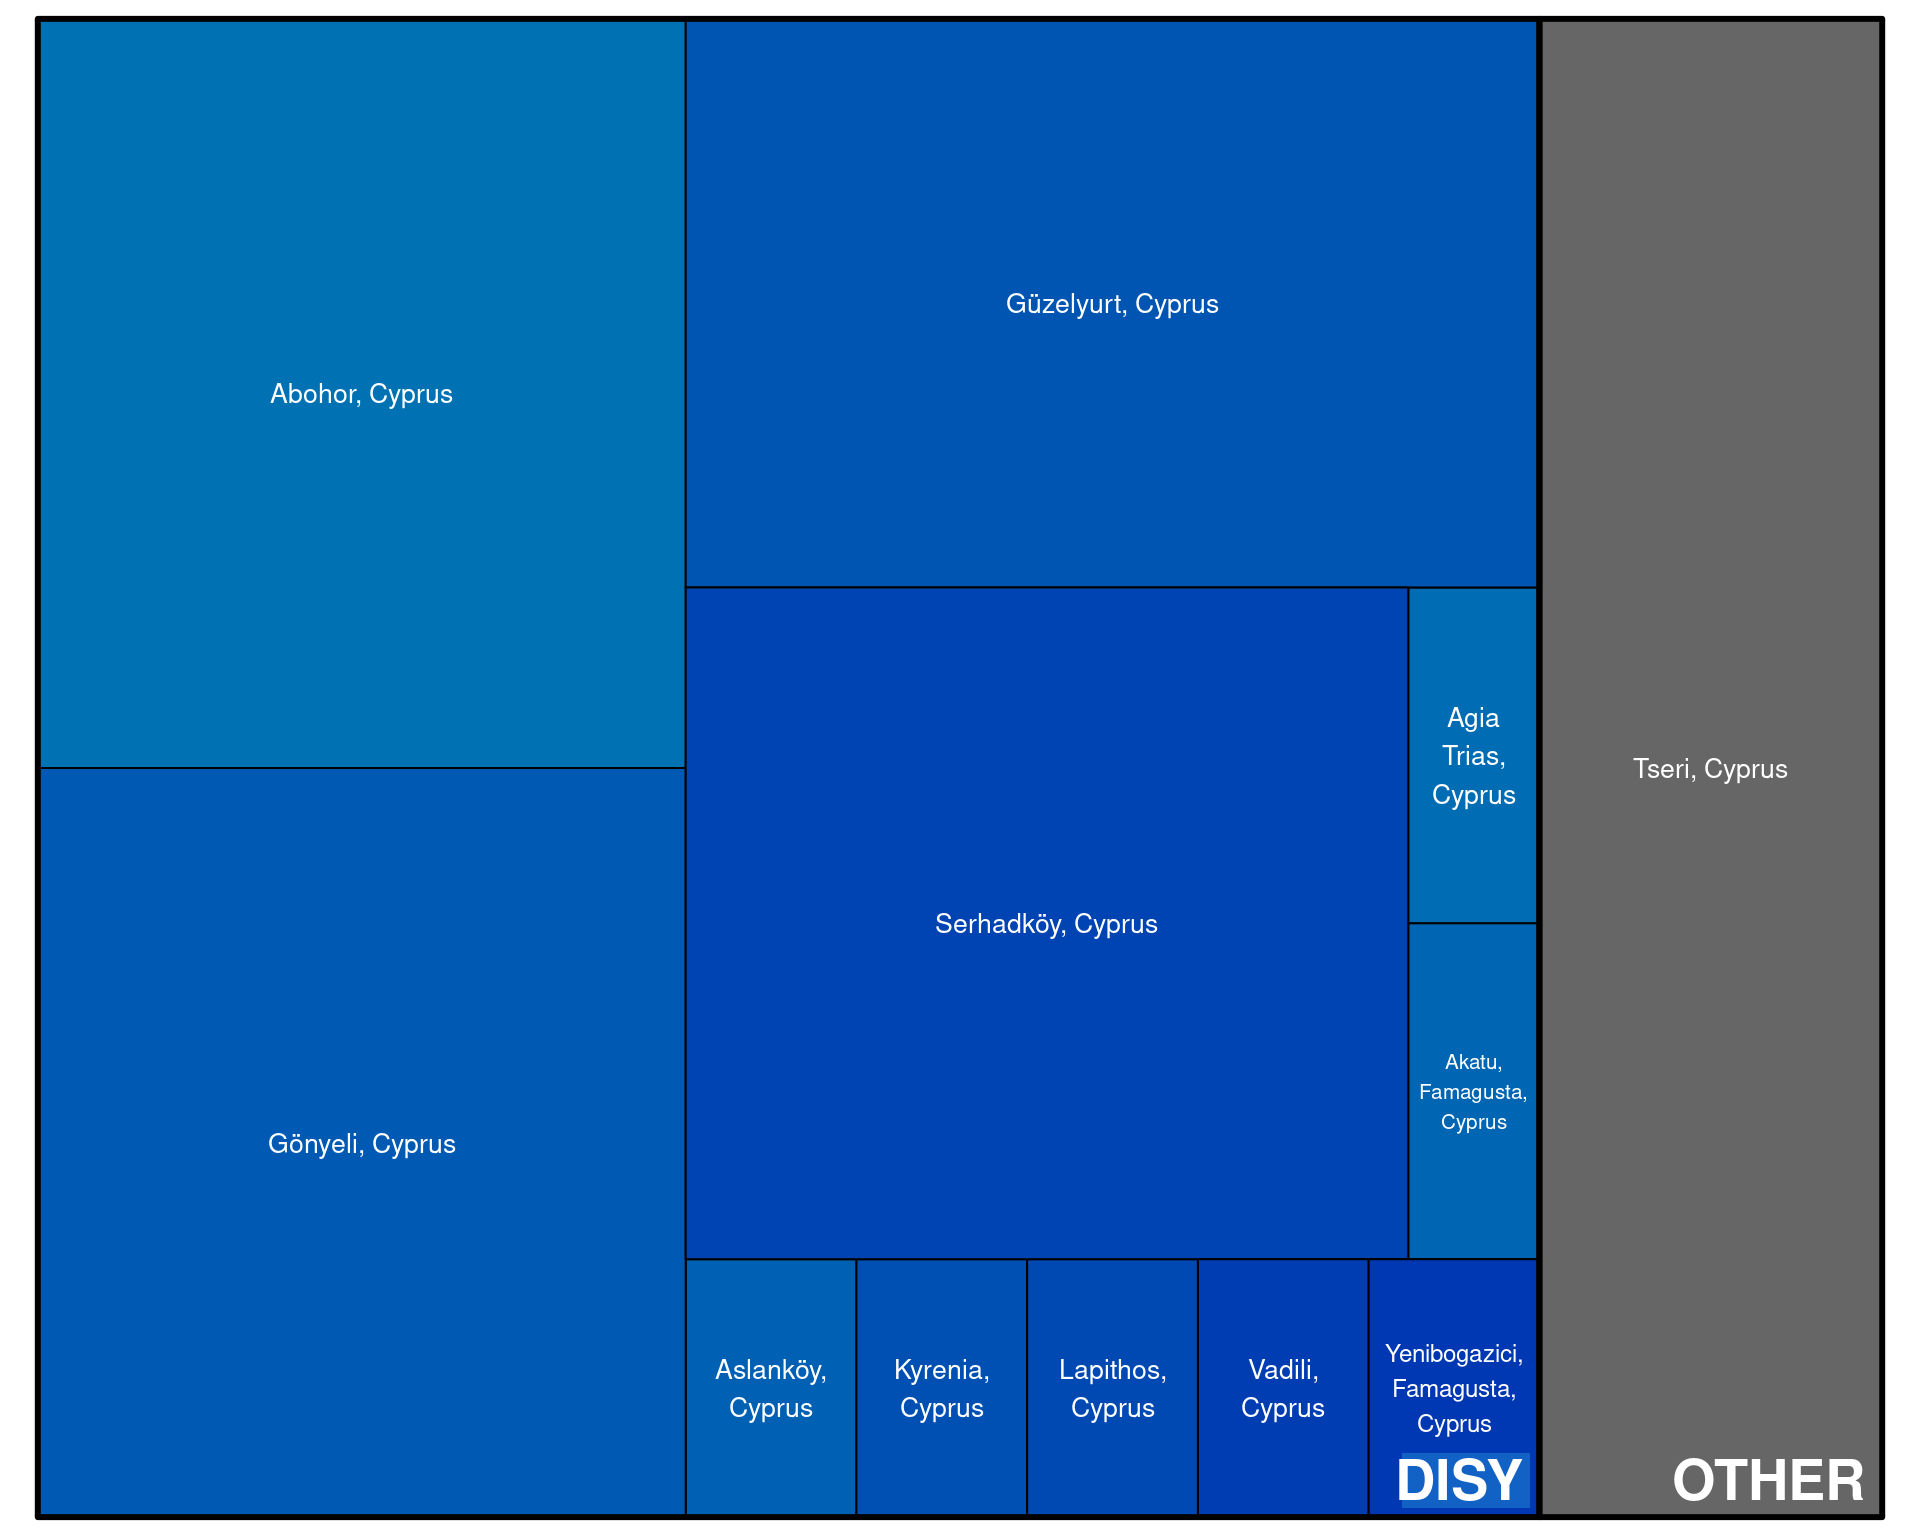 Abohor, Cyprus
Güzelyurt, Cyprus
Gönyeli, Cyprus
Serhadköy, Cyprus
Agia
Trias,
Cyprus
Akatu,
Famagusta,
Cyprus
Aslanköy,
Cyprus
Kyrenia,
Cyprus
Lapithos,
Cyprus
Vadili,
Cyprus
Yenibogazici,
Famagusta,
Cyprus
DISY
Tseri, Cyprus
OTHER